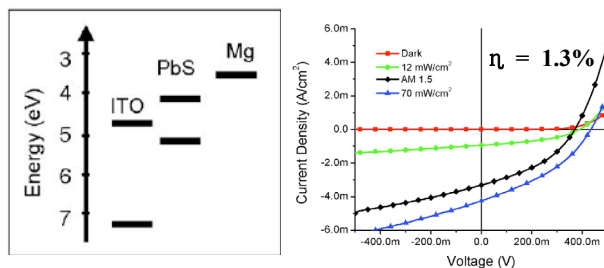 Energy (eV)
3
4
5
6
7
ITO
PbS
Mg
Current Density (A/cm²)
6.0m
4.0m
2.0m
0.0
-2.0m
-4.0m
-6.0m
Dark
12 mW/cm²
AM 1.5
70 mW/cm²
η = 1.3%
-400.0m
-200.0m
0.0
200.0m
400.0m
Voltage (V)